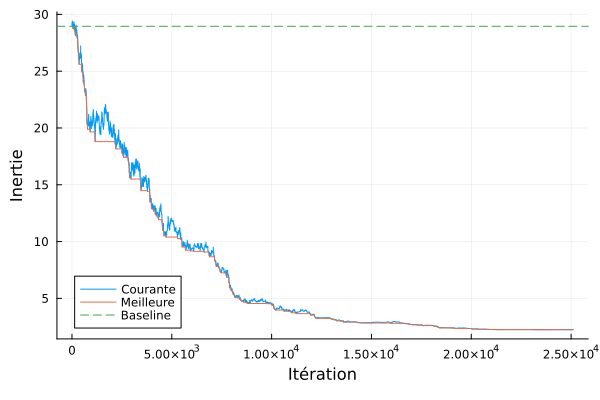 30
25
20
15
10
5
Inertie
Courante
Meilleure
Baseline
0
5.00×10³
1.00×10⁴
1.50×10⁴
2.00×10⁴
2.50×10⁴
Itération